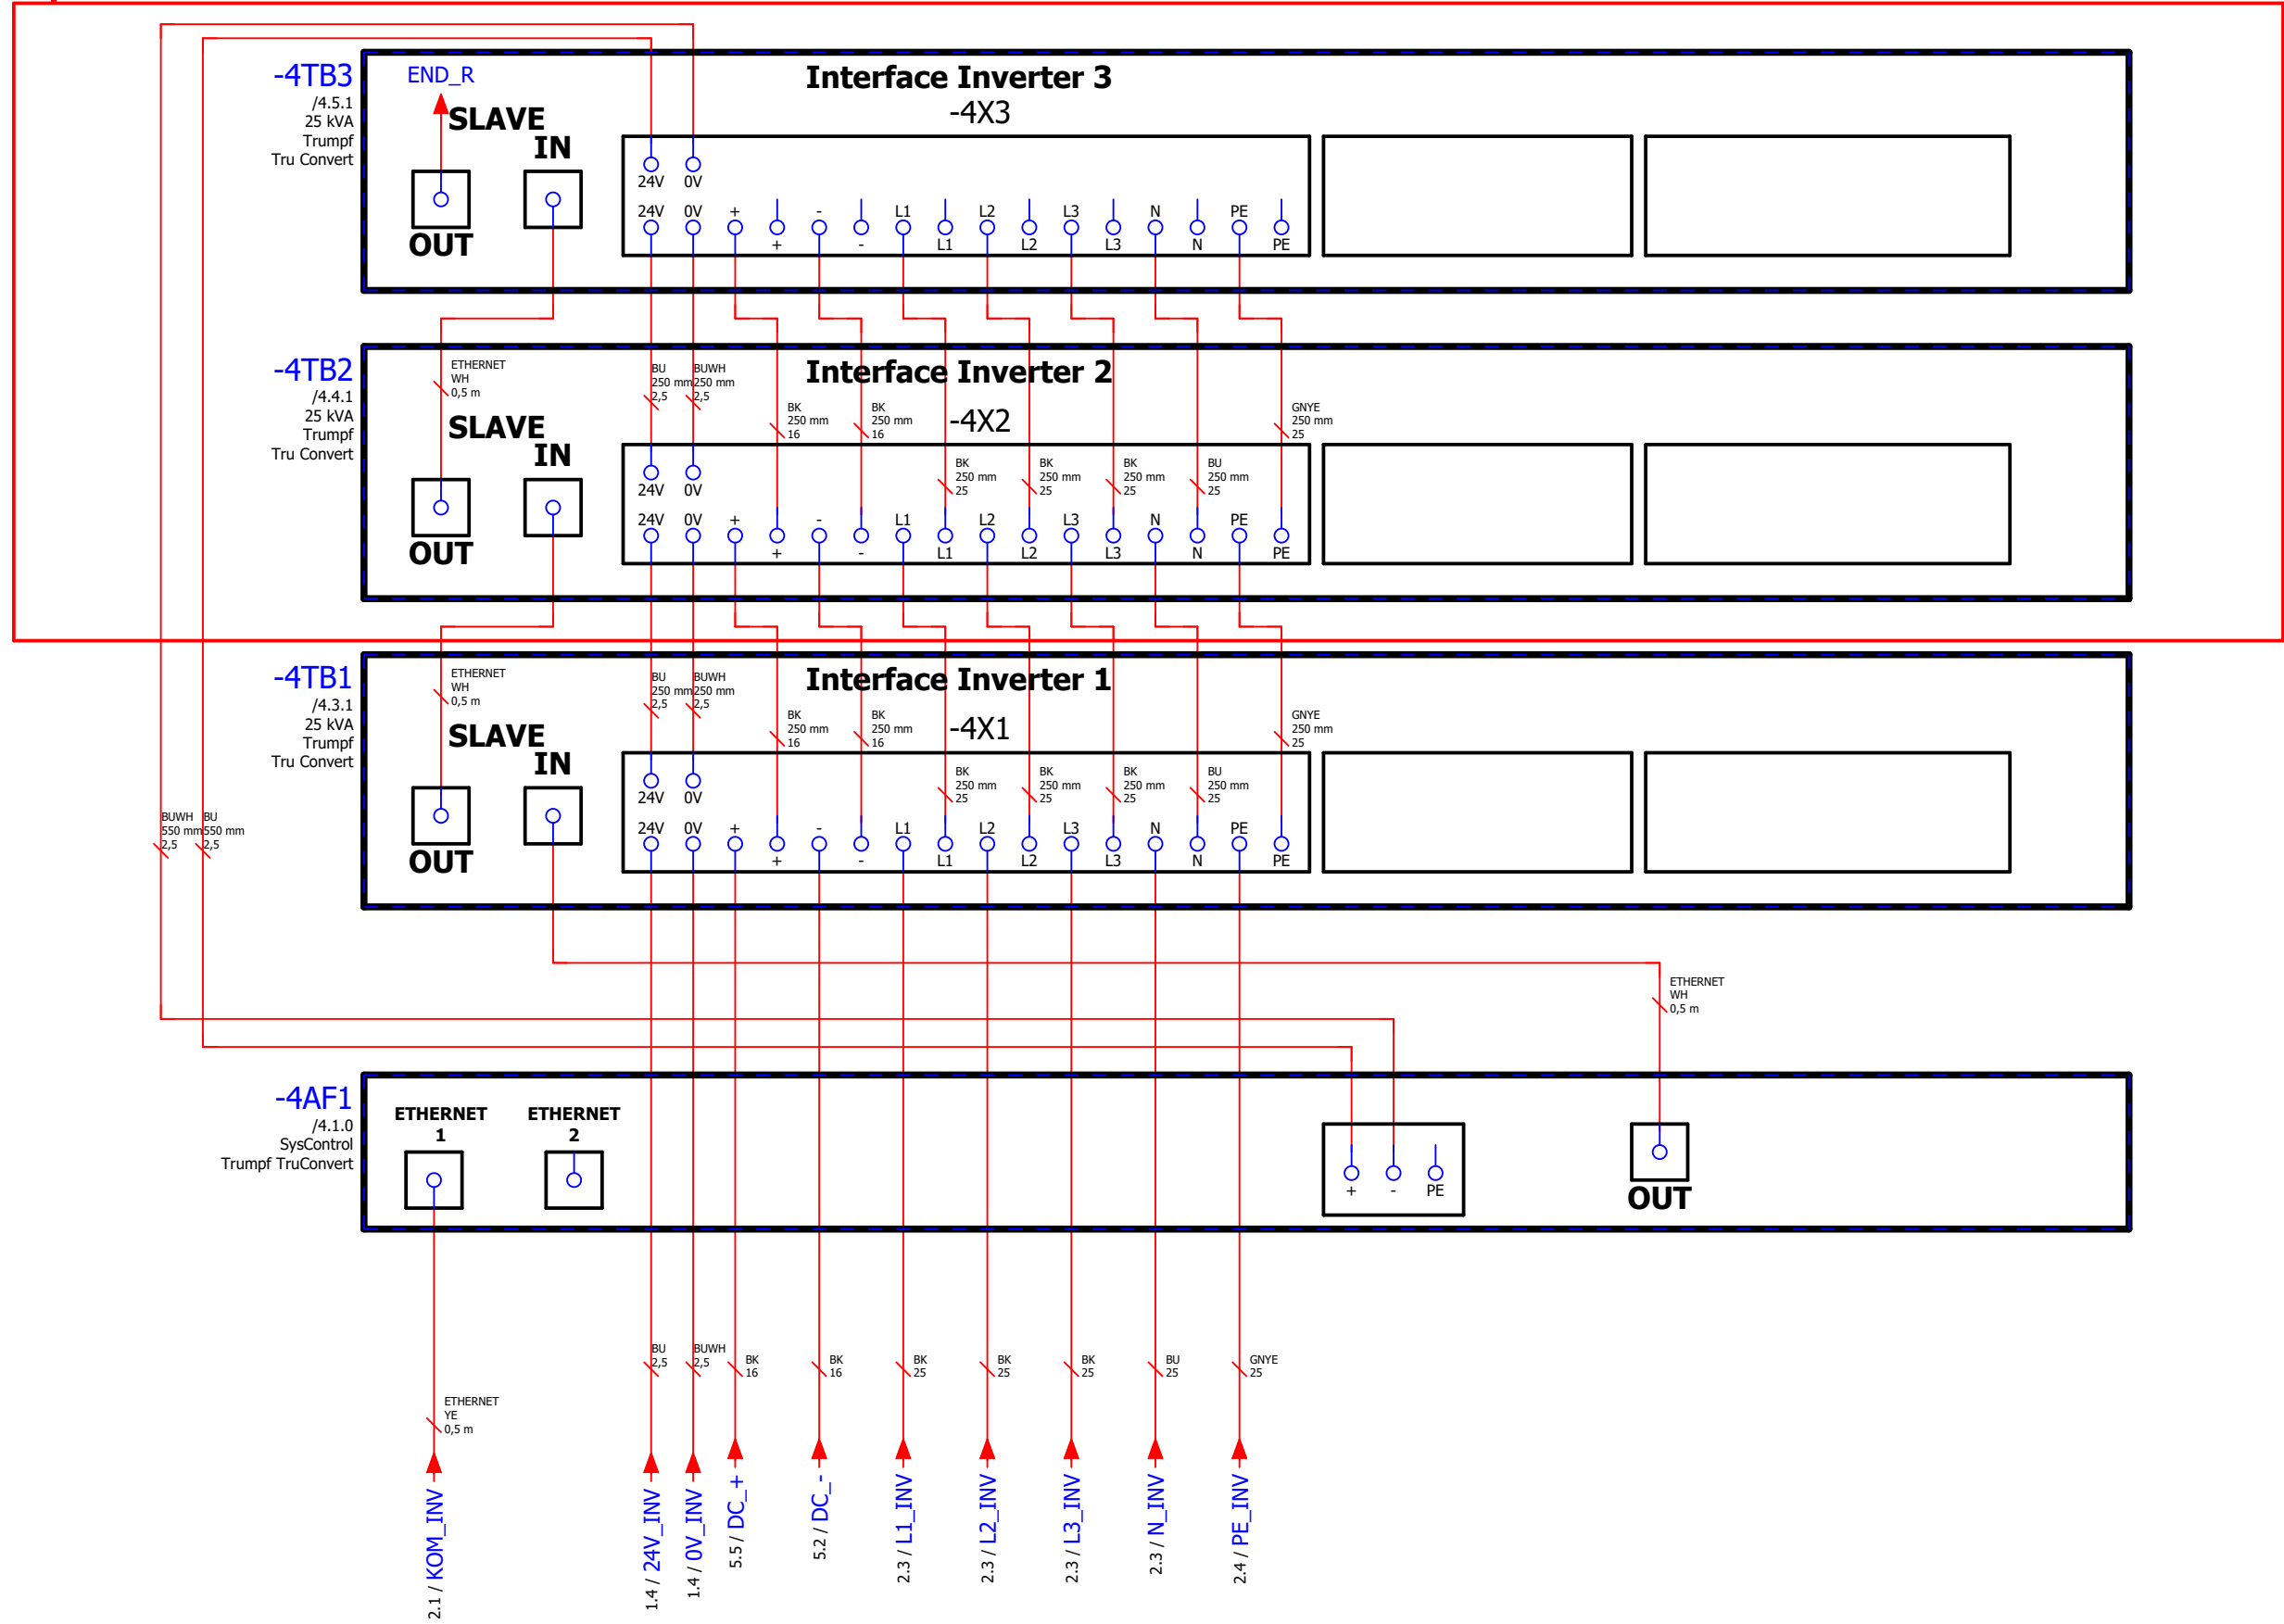 -4TB3
/4.5.1
25 kVA
Trumpf
Tru Convert
END_R
SLAVE
IN
OUT
Interface Inverter 3
-4X3
24V 0V
24V 0V + - L1 L2 L3 N PE
+ - L1 L2 L3 N PE
-4TB2
/4.4.1
25 kVA
Trumpf
Tru Convert
ETHERNET
WH
0,5 m
SLAVE
IN
OUT
BU
250 mm
2,5
BUWH
250 mm
2,5
Interface Inverter 2
-4X2
BK
250 mm
16
BK
250 mm
16
GNYE
250 mm
25
BK
250 mm
25
BK
250 mm
25
BK
250 mm
25
BU
250 mm
25
24V 0V
24V 0V + - L1 L2 L3 N PE
+ - L1 L2 L3 N PE
-4TB1
/4.3.1
25 kVA
Trumpf
Tru Convert
ETHERNET
WH
0,5 m
SLAVE
IN
OUT
BU
250 mm
2,5
BUWH
250 mm
2,5
Interface Inverter 1
-4X1
BK
250 mm
16
BK
250 mm
16
GNYE
250 mm
25
BK
250 mm
25
BK
250 mm
25
BK
250 mm
25
BU
250 mm
25
24V 0V
24V 0V + - L1 L2 L3 N PE
+ - L1 L2 L3 N PE
BUWH
550 mm
2,5
BU
550 mm
2,5
ETHERNET
WH
0,5 m
-4AF1
/4.1.0
SysControl
Trumpf TruConvert
ETHERNET
1
ETHERNET
2
+ - PE
OUT
BU
2,5
BUWH
2,5
BK
16
BK
16
BK
25
BK
25
BK
25
BU
25
GNYE
25
ETHERNET
YE
0,5 m
2.1 / KOM_INV
1.4 / 24V_INV
1.4 / 0V_INV
5.5 / DC_+
5.2 / DC_-
2.3 / L1_INV
2.3 / L2_INV
2.3 / L3_INV
2.3 / N_INV
2.4 / PE_INV